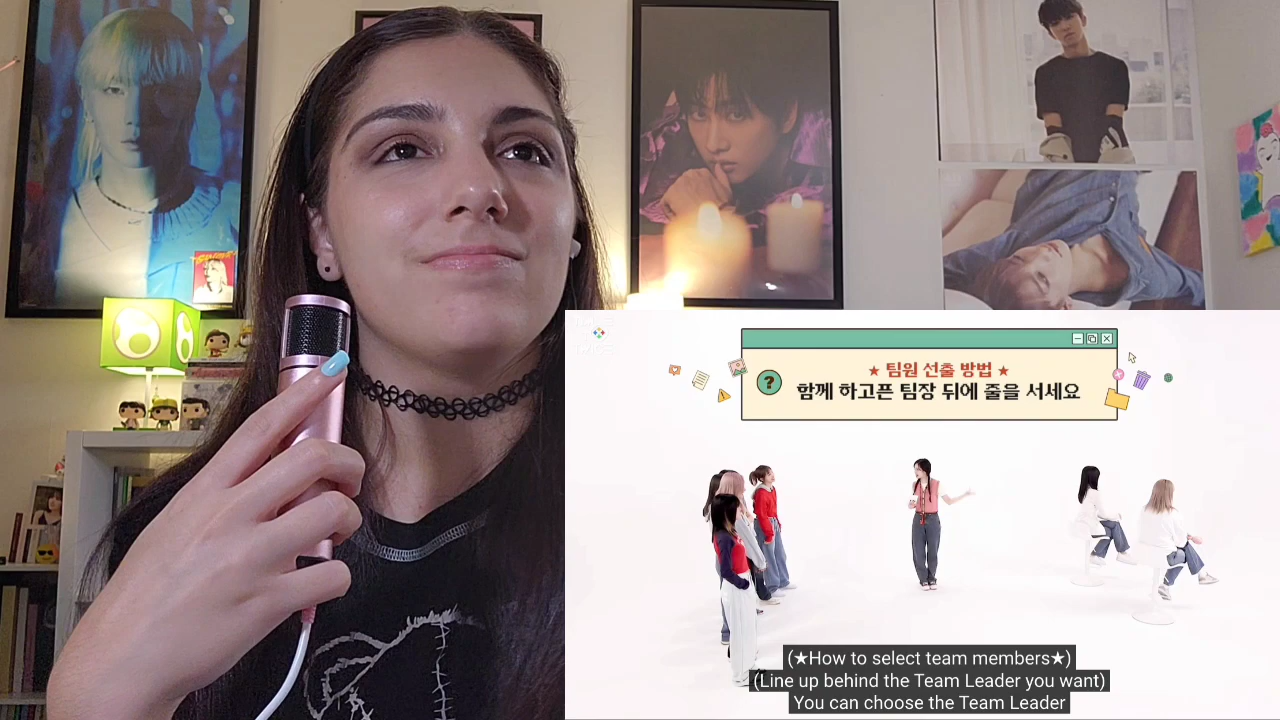 ★ 팀원 선출 방법 ★
?
함께 하고픈 팀장 뒤에 줄을 서세요
(★How to select team members★)
(Line up behind the Team Leader you want)
You can choose the Team Leader